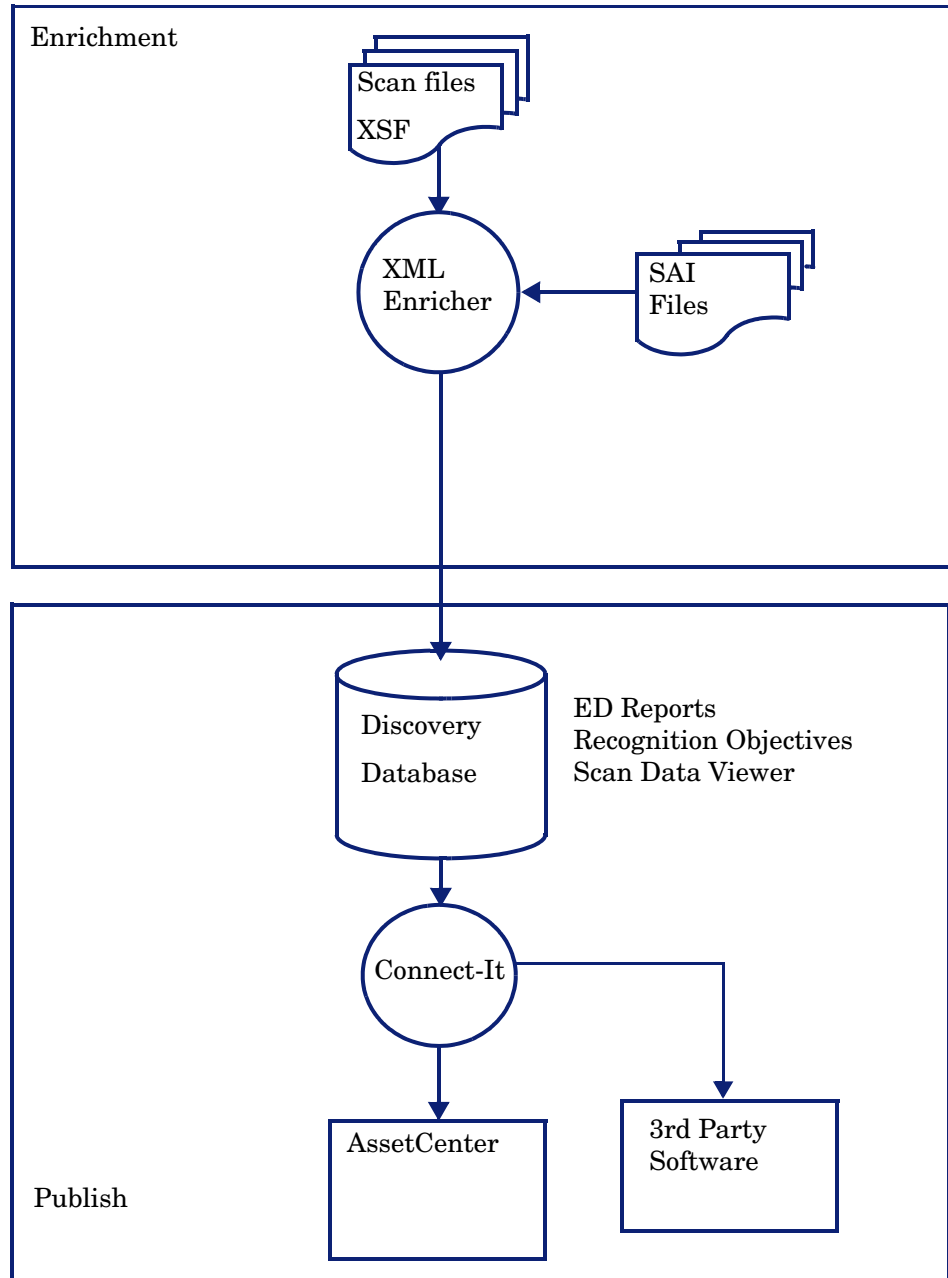 Enrichment
Scan files
XSF
XML
Enricher
SAI
Files
Discovery
Database
ED Reports
Recognition Objectives
Scan Data Viewer
Connect-It
AssetCenter
3rd Party
Software
Publish